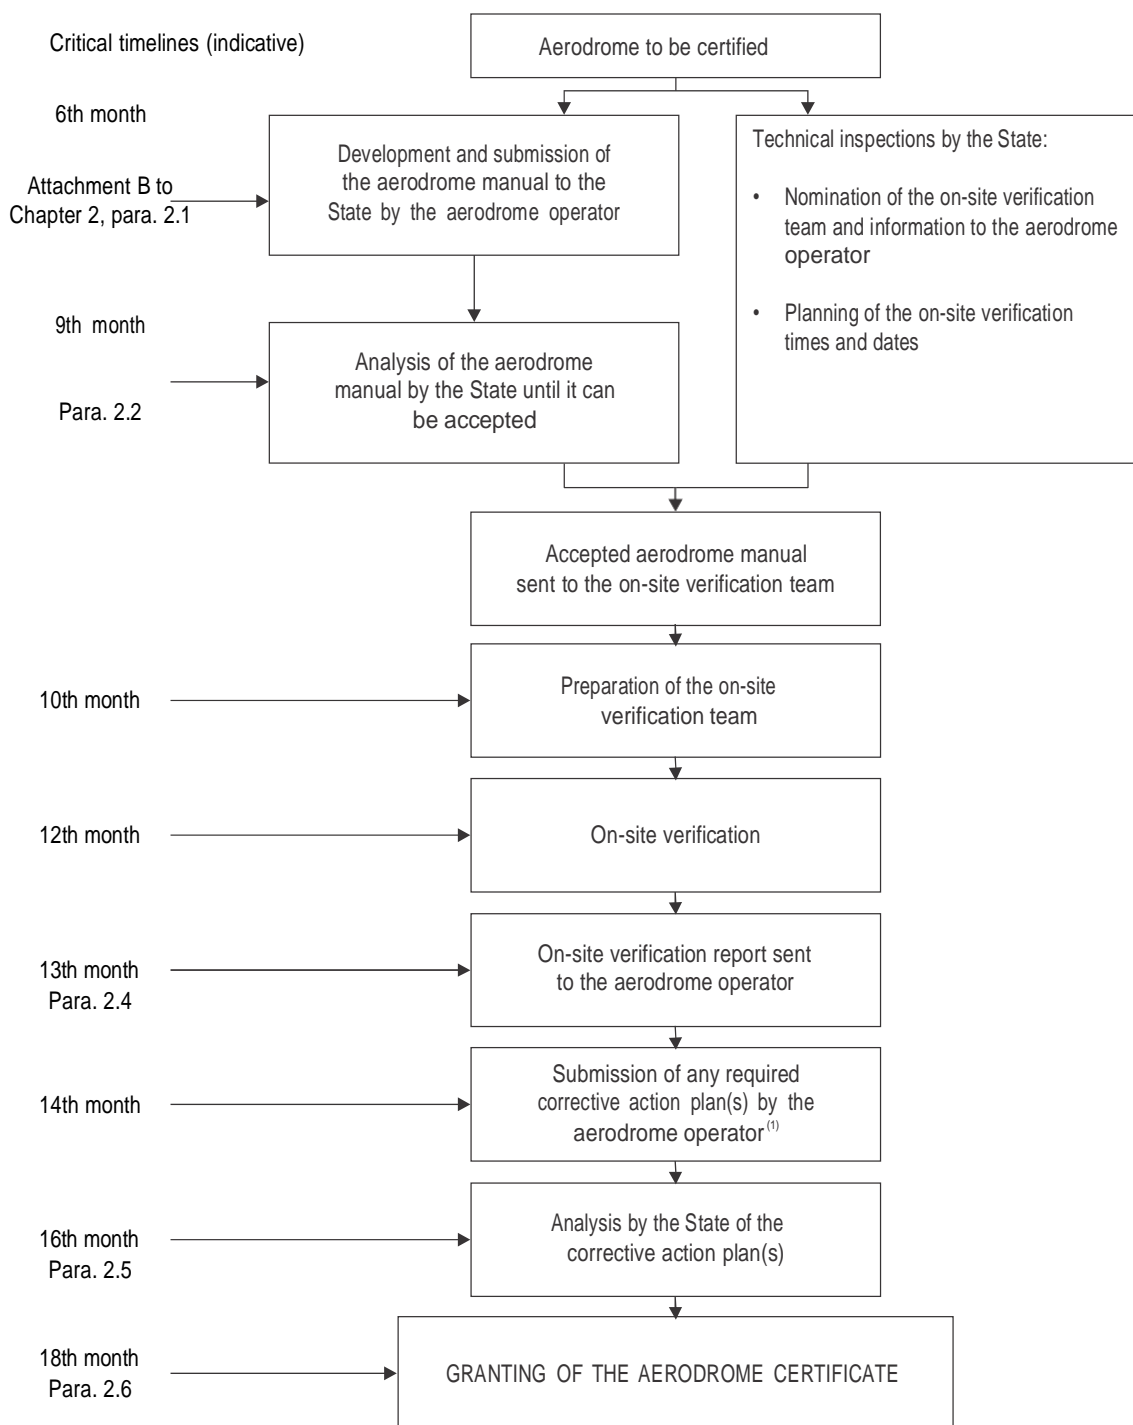 Critical timelines (indicative)
Aerodrome to be certified
6th month
Attachment B to
Chapter 2, para. 2.1
Development and submission of
the aerodrome manual to the
State by the aerodrome operator
Technical inspections by the State:
• Nomination of the on-site verification
team and information to the aerodrome
operator
• Planning of the on-site verification
times and dates
9th month
Para. 2.2
Analysis of the aerodrome
manual by the State until it can
be accepted
Accepted aerodrome manual
sent to the on-site verification team
10th month
Preparation of the on-site
verification team
12th month
On-site verification
13th month
Para. 2.4
On-site verification report sent
to the aerodrome operator
14th month
Submission of any required
corrective action plan(s) by the
aerodrome operator (1)
16th month
Para. 2.5
Analysis by the State of the
corrective action plan(s)
18th month
Para. 2.6
GRANTING OF THE AERODROME CERTIFICATE